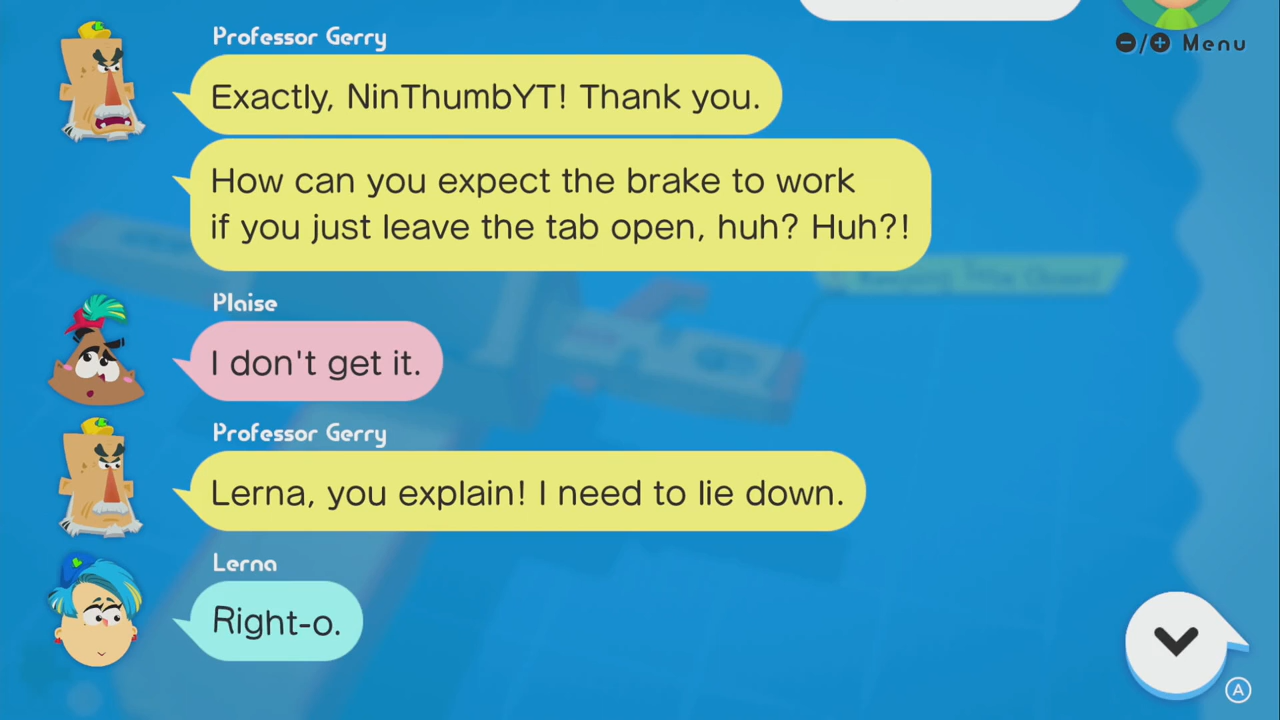 Professor Gerry
⊖/⊕ Menu
Exactly, NinThumbYT! Thank you.
How can you expect the brake to work
if you just leave the tab open, huh? Huh?!
Plaise
I don't get it.
Professor Gerry
Lerna, you explain! I need to lie down.
Lerna
Right-o.
A